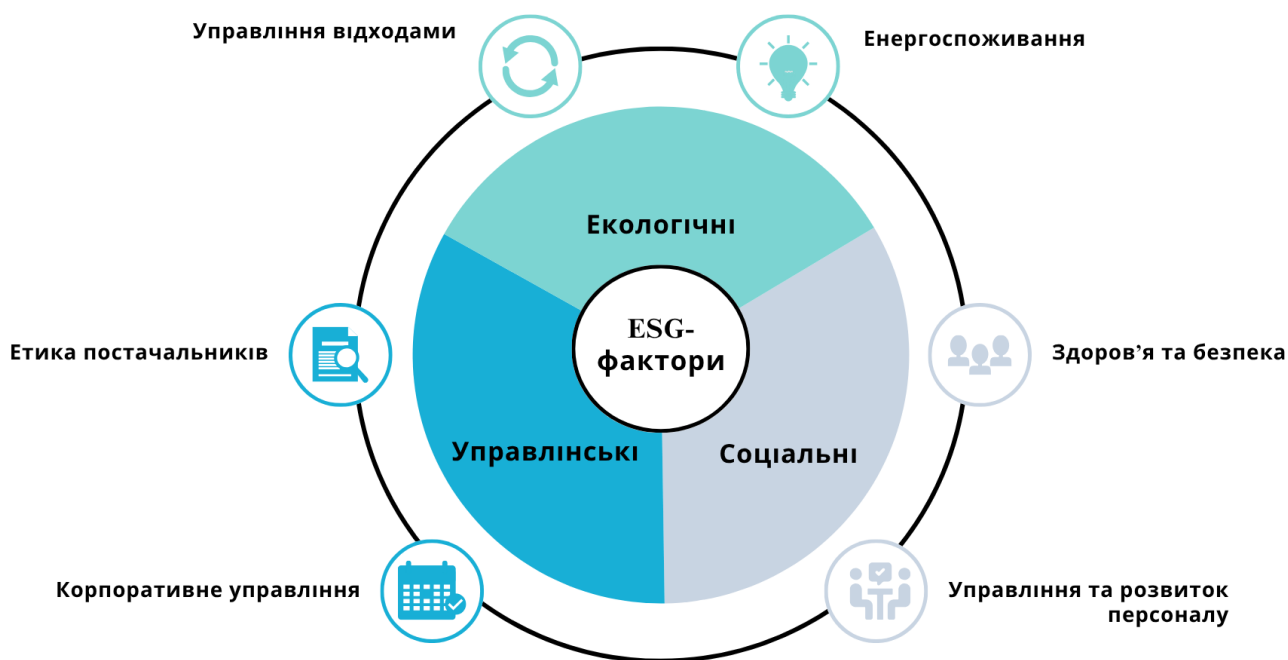 Управління відходами
Енергоспоживання
Екологічні
ESG-
фактори
Етика постачальників
Здоров’я та безпека
Управлінські
Соціальні
Корпоративне управління
Управління та розвиток
персоналу